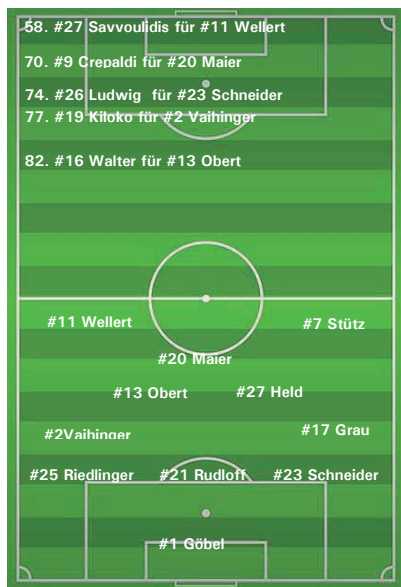 58. #27 Savvoulidis für #11 Wellert
70. #9 Crepaldi für #20 Maier
74. #26 Ludwig für #23 Schneider
77. #19 Kiloko für #2 Vaihinger
82. #16 Walter für #13 Obert
#11 Wellert
#7 Stütz
#20 Maier
#13 Obert
#27 Held
#2Vaihinger
#17 Grau
#25 Riedlinger
#21 Rudloff
#23 Schneider
#1 Göbel